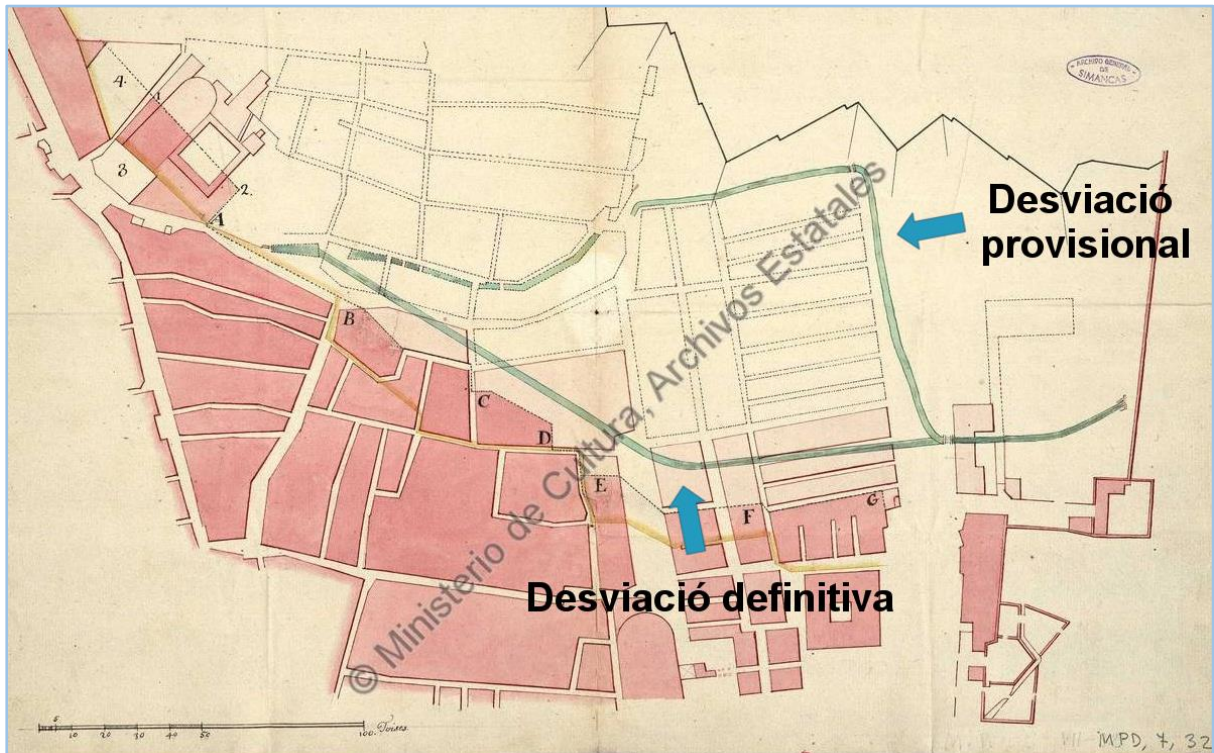 ARCHIVO GENERAL
DE
SIMANCAS
4.
1
3
2.
A
Desviació
provisional
B
C
D
E
F
G
Desviació definitiva
© Ministerio de Cultura, Archivos Estatales
5
10 20 30 40 50 100. Toises
MPD, 7, 32